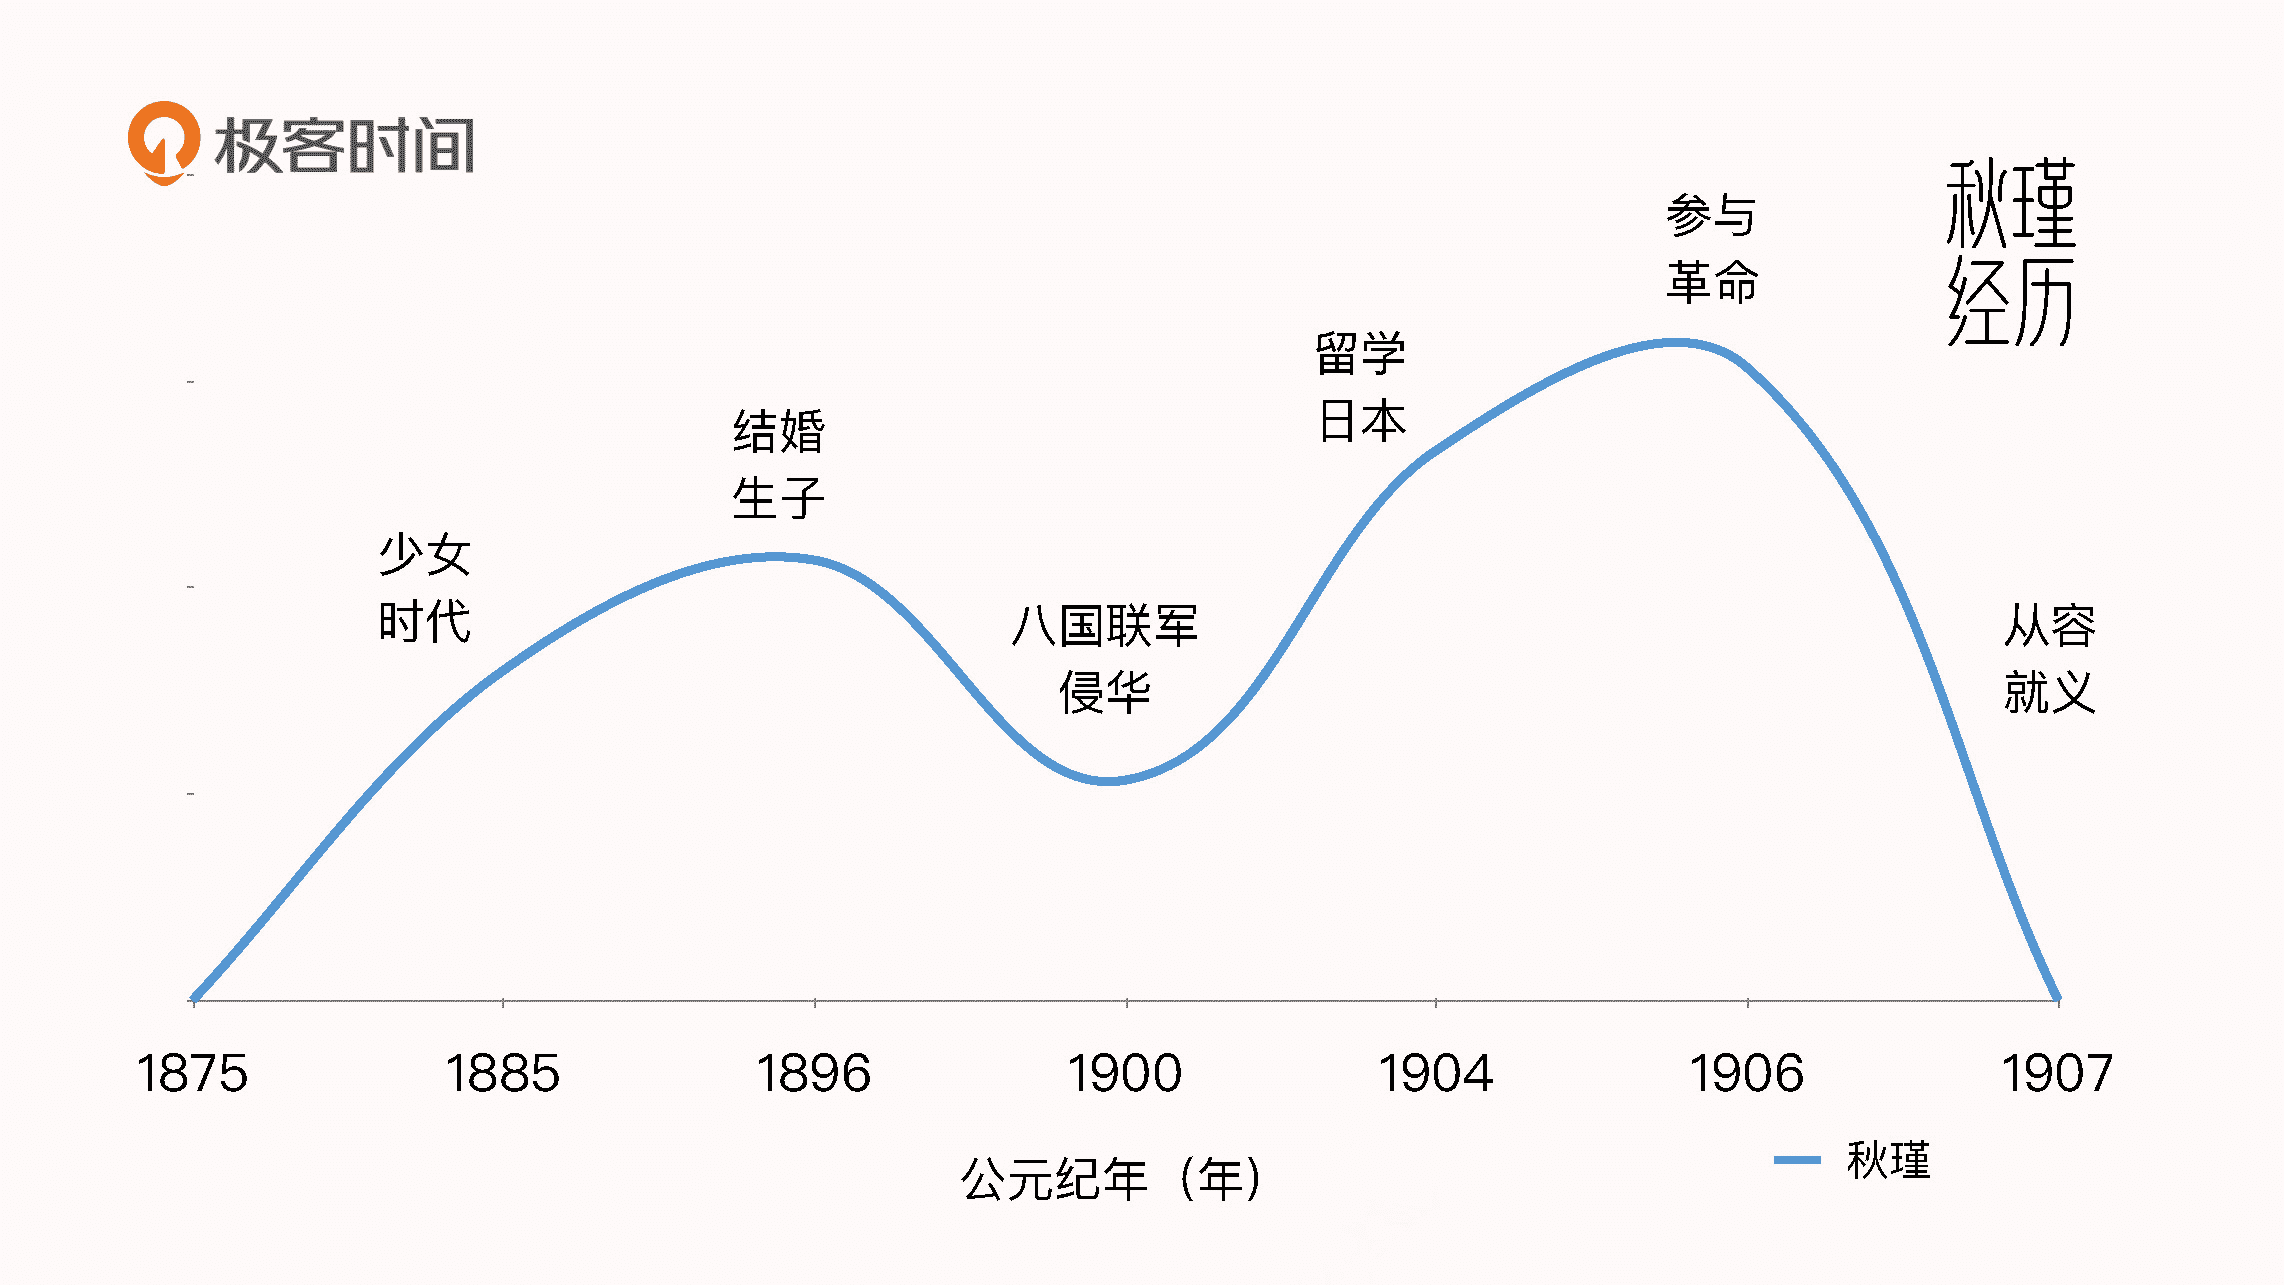 极客时间
秋瑾
经历
参与
革命
留学
日本
结婚
生子
少女
时代
八国联军
侵华
从容
就义
1875 1885 1896 1900 1904 1906 1907
公元纪年（年）
秋瑾